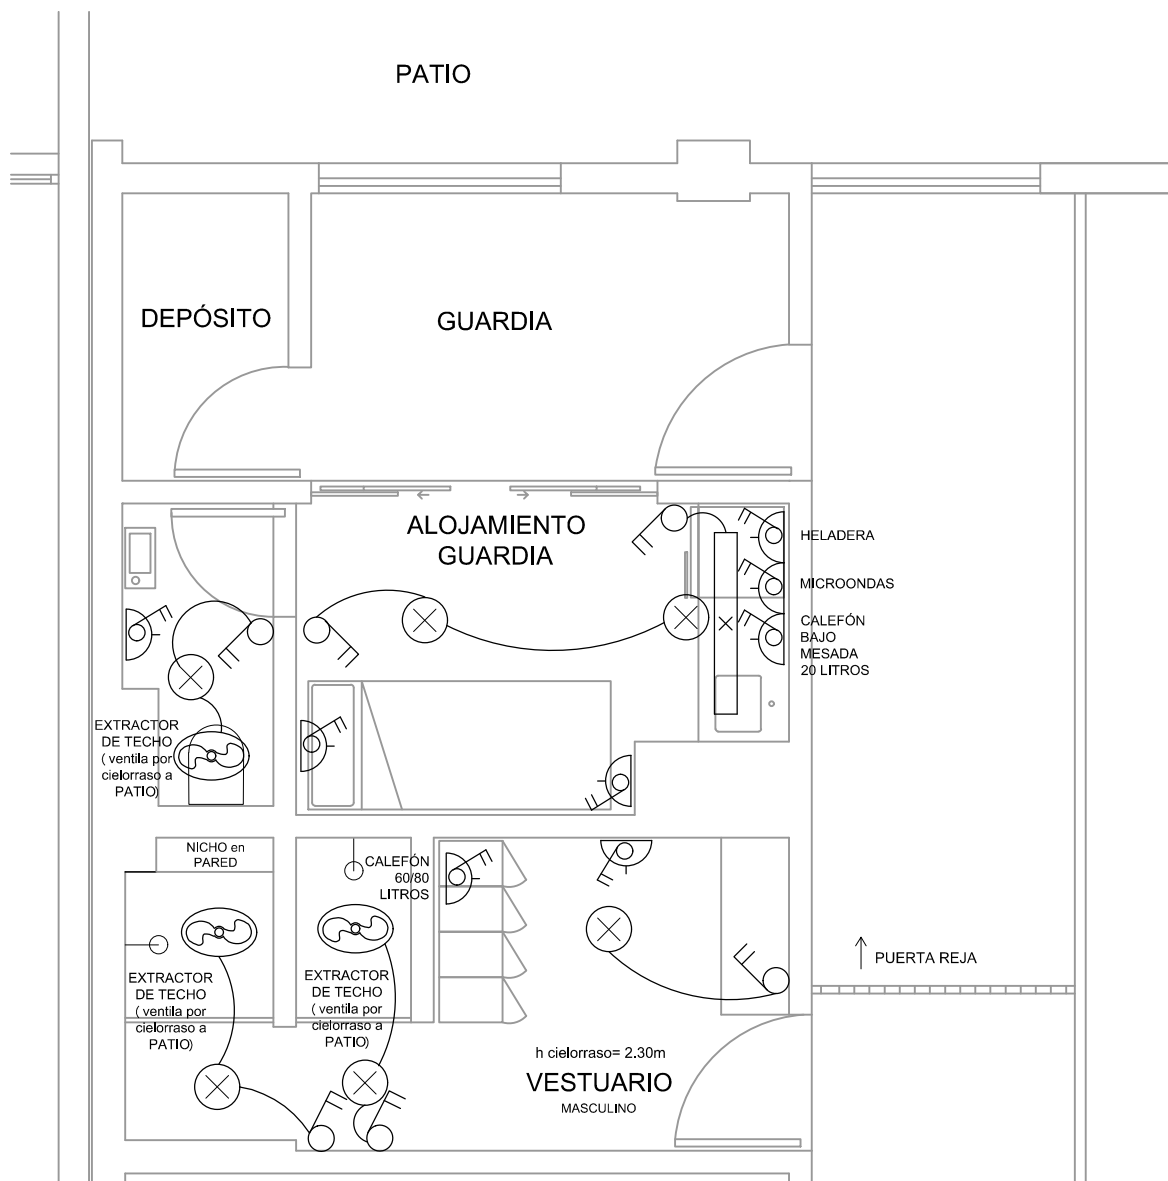 PATIO
DEPÓSITO
GUARDIA
ALOJAMIENTO
GUARDIA
HELADERA
MICROONDAS
CALEFÓN
BAJO
MESADA
20 LITROS
EXTRACTOR
DE TECHO
( ventila por
cielorraso a
PATIO)
NICHO en
PARED
CALEFÓN
60/80
LITROS
EXTRACTOR
DE TECHO
( ventila por
cielorraso a
PATIO)
EXTRACTOR
DE TECHO
( ventila por
cielorraso a
PATIO)
PUERTA REJA
h cielorraso= 2.30m
VESTUARIO
MASCULINO